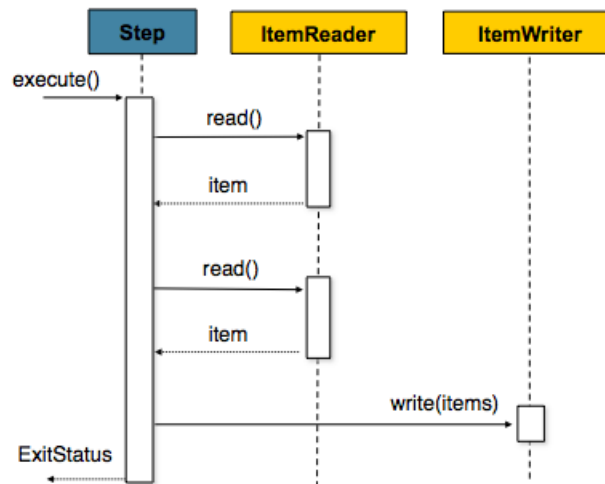 Step ItemReader ItemWriter
execute()
read()
item
read()
item
write(items)
ExitStatus